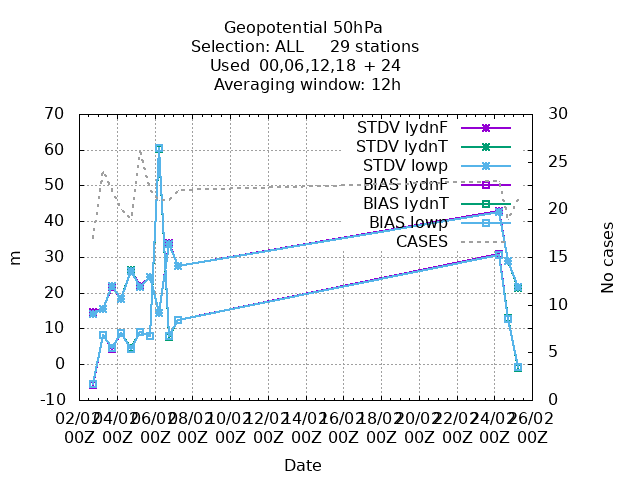 Geopotential 50hPa
Selection: ALL     29 stations
Used  00,06,12,18 + 24
Averaging window: 12h
70
60
50
40
30
20
10
0
-10
30
25
20
15
10
5
0
m
No cases
STDV lydnF
STDV lydnT
STDV lowp
BIAS lydnF
BIAS lydnT
BIAS lowp
CASES
02/02 04/02 06/02 08/02 10/02 12/02 14/02 16/02 18/02 20/02 22/02 24/02 26/02
00Z 00Z 00Z 00Z 00Z 00Z 00Z 00Z 00Z 00Z 00Z 00Z 00Z
Date